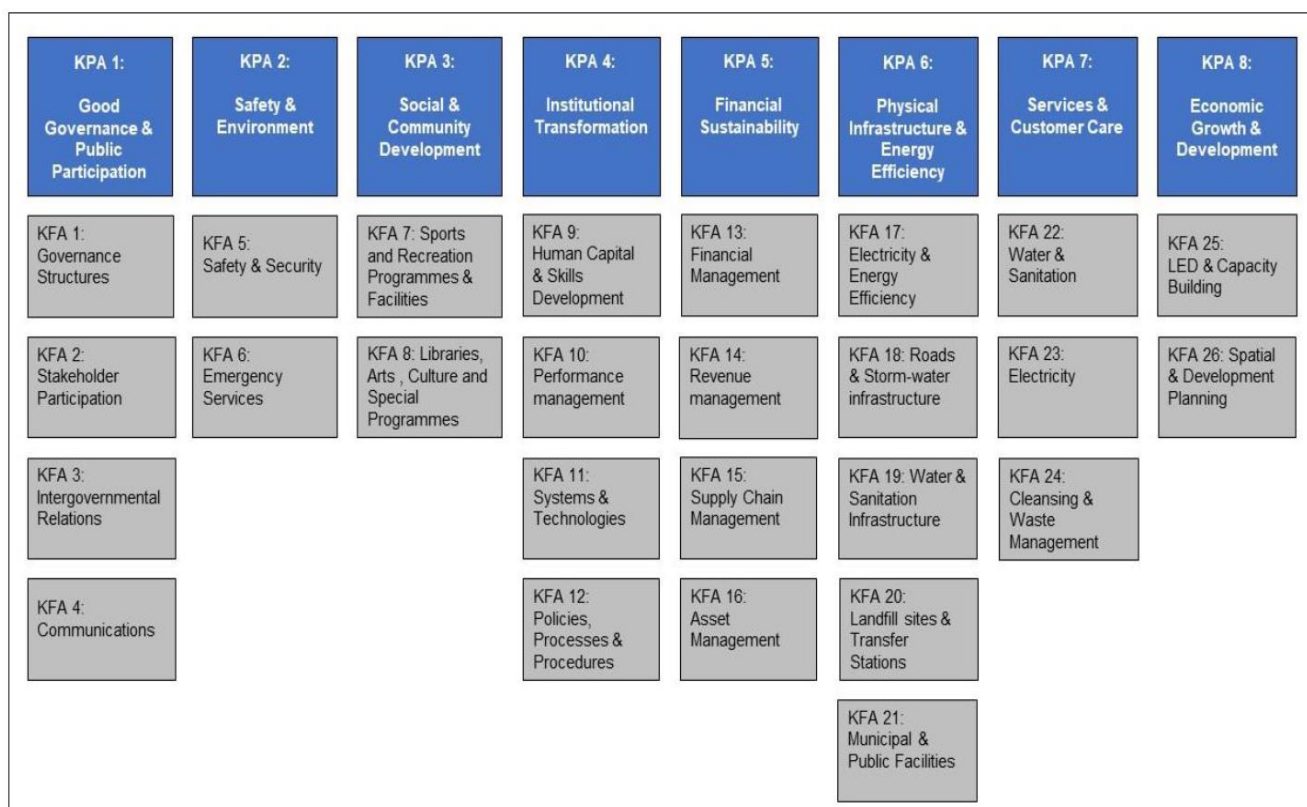 KPA 1:
Good
Governance &
Public
Participation
KFA 1:
Governance
Structures
KFA 2:
Stakeholder
Participation
KFA 3:
Intergovernmental
Relations
KFA 4:
Communications
KPA 2:
Safety &
Environment
KFA 5:
Safety & Security
KFA 6:
Emergency
Services
KPA 3:
Social &
Community
Development
KFA 7: Sports
and Recreation
Programmes &
Facilities
KFA 8: Libraries,
Arts , Culture and
Special
Programmes
KPA 4:
Institutional
Transformation
KFA 9:
Human Capital
& Skills
Development
KFA 10:
Performance
management
KFA 11:
Systems &
Technologies
KFA 12:
Policies,
Processes &
Procedures
KPA 5:
Financial
Sustainability
KFA 13:
Financial
Management
KFA 14:
Revenue
management
KFA 15:
Supply Chain
Management
KFA 16:
Asset
Management
KPA 6:
Physical
Infrastructure &
Energy
Efficiency
KFA 17:
Electricity &
Energy
Efficiency
KFA 18: Roads
& Storm-water
infrastructure
KFA 19: Water &
Sanitation
Infrastructure
KFA 20:
Landfill sites &
Transfer
Stations
KFA 21:
Municipal &
Public Facilities
KPA 7:
Services &
Customer Care
KFA 22:
Water &
Sanitation
KFA 23:
Electricity
KFA 24:
Cleansing &
Waste
Management
KPA 8:
Economic
Growth &
Development
KFA 25:
LED & Capacity
Building
KFA 26: Spatial
& Development
Planning